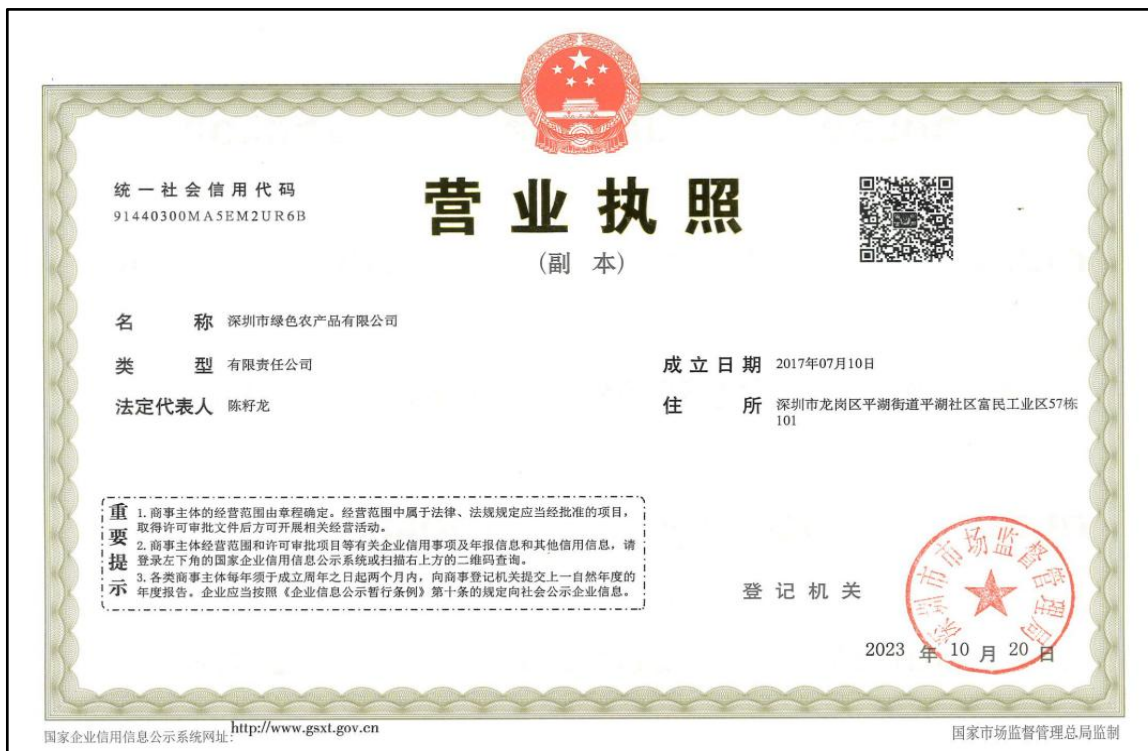 统一社会信用代码
91440300MA5EM2UR6B
营业执照
(副 本)
名 称 深圳市绿色农产品有限公司
类 型 有限责任公司
成立日期 2017年07月10日
法定代表人 陈籽龙
住 所 深圳市龙岗区平湖街道平湖社区富民工业区57栋
101
重要提示
1. 商事主体的经营范围由章程确定。经营范围中属于法律、法规规定应当经批准的项目,
取得许可审批文件后方可开展相关经营活动。
2. 商事主体经营范围和许可审批项目等有关企业信用事项及年报信息和其他信用信息,请
登录左下角的国家企业信用信息公示系统或扫描右上方的二维码查询。
3. 各类商事主体每年须于成立周年之日起两个月内,向商事登记机关提交上一自然年度的
年度报告。企业应当按照《企业信息公示暂行条例》第十条的规定向社会公示企业信息。
登记机关
深圳市市场监督管理局
2023 年 10 月 20 日
国家企业信用信息公示系统网址: http://www.gsxt.gov.cn
国家市场监督管理总局监制